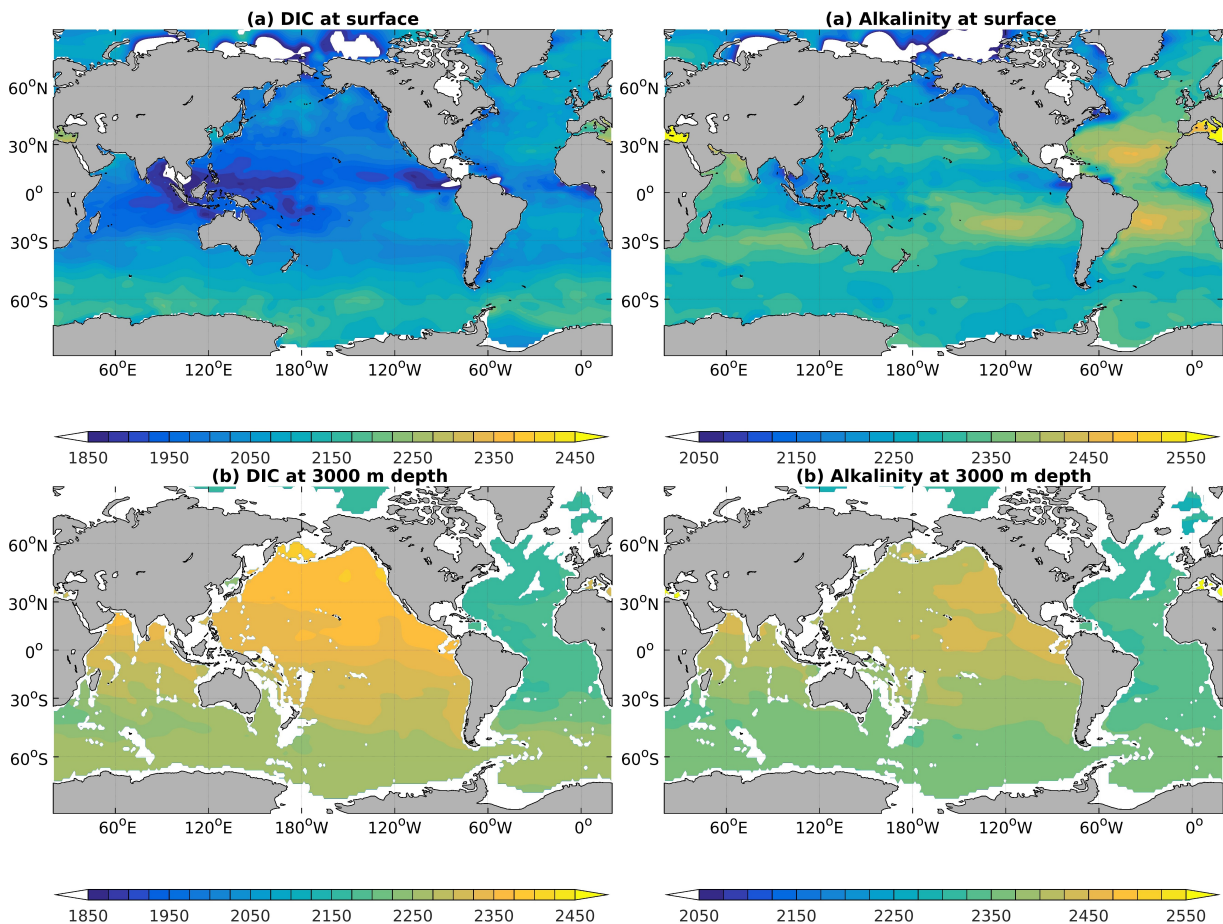 (a) DIC at surface
(a) Alkalinity at surface
60°N
30°N
0°
30°S
60°S
60°E 120°E 180°W 120°W 60°W 0°
60°E 120°E 180°W 120°W 60°W 0°
1850 1950 2050 2150 2250 2350 2450
2050 2150 2250 2350 2450 2550
(b) DIC at 3000 m depth
(b) Alkalinity at 3000 m depth
60°N
30°N
0°
30°S
60°S
60°N
30°N
0°
30°S
60°S
60°N
30°N
0°
30°S
60°S
60°E 120°E 180°W 120°W 60°W 0°
60°E 120°E 180°W 120°W 60°W 0°
1850 1950 2050 2150 2250 2350 2450
2050 2150 2250 2350 2450 2550